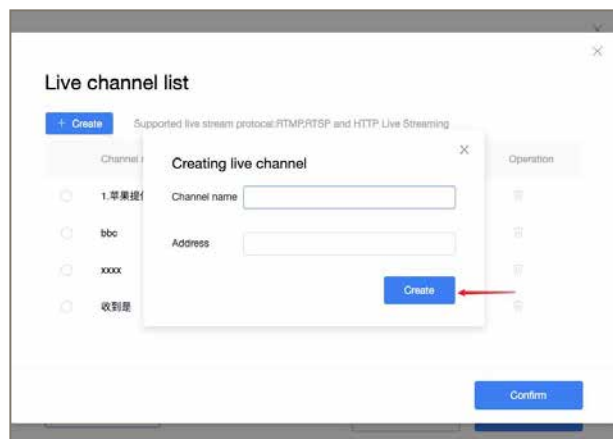 Live channel list
+ Create
Supported live stream protocal:RTMP,RTSP and HTTP Live Streaming
Channel
Operation
Creating live channel
1.苹果提
Channel name
bbc
Address
xxxx
Create
收到是
Confirm